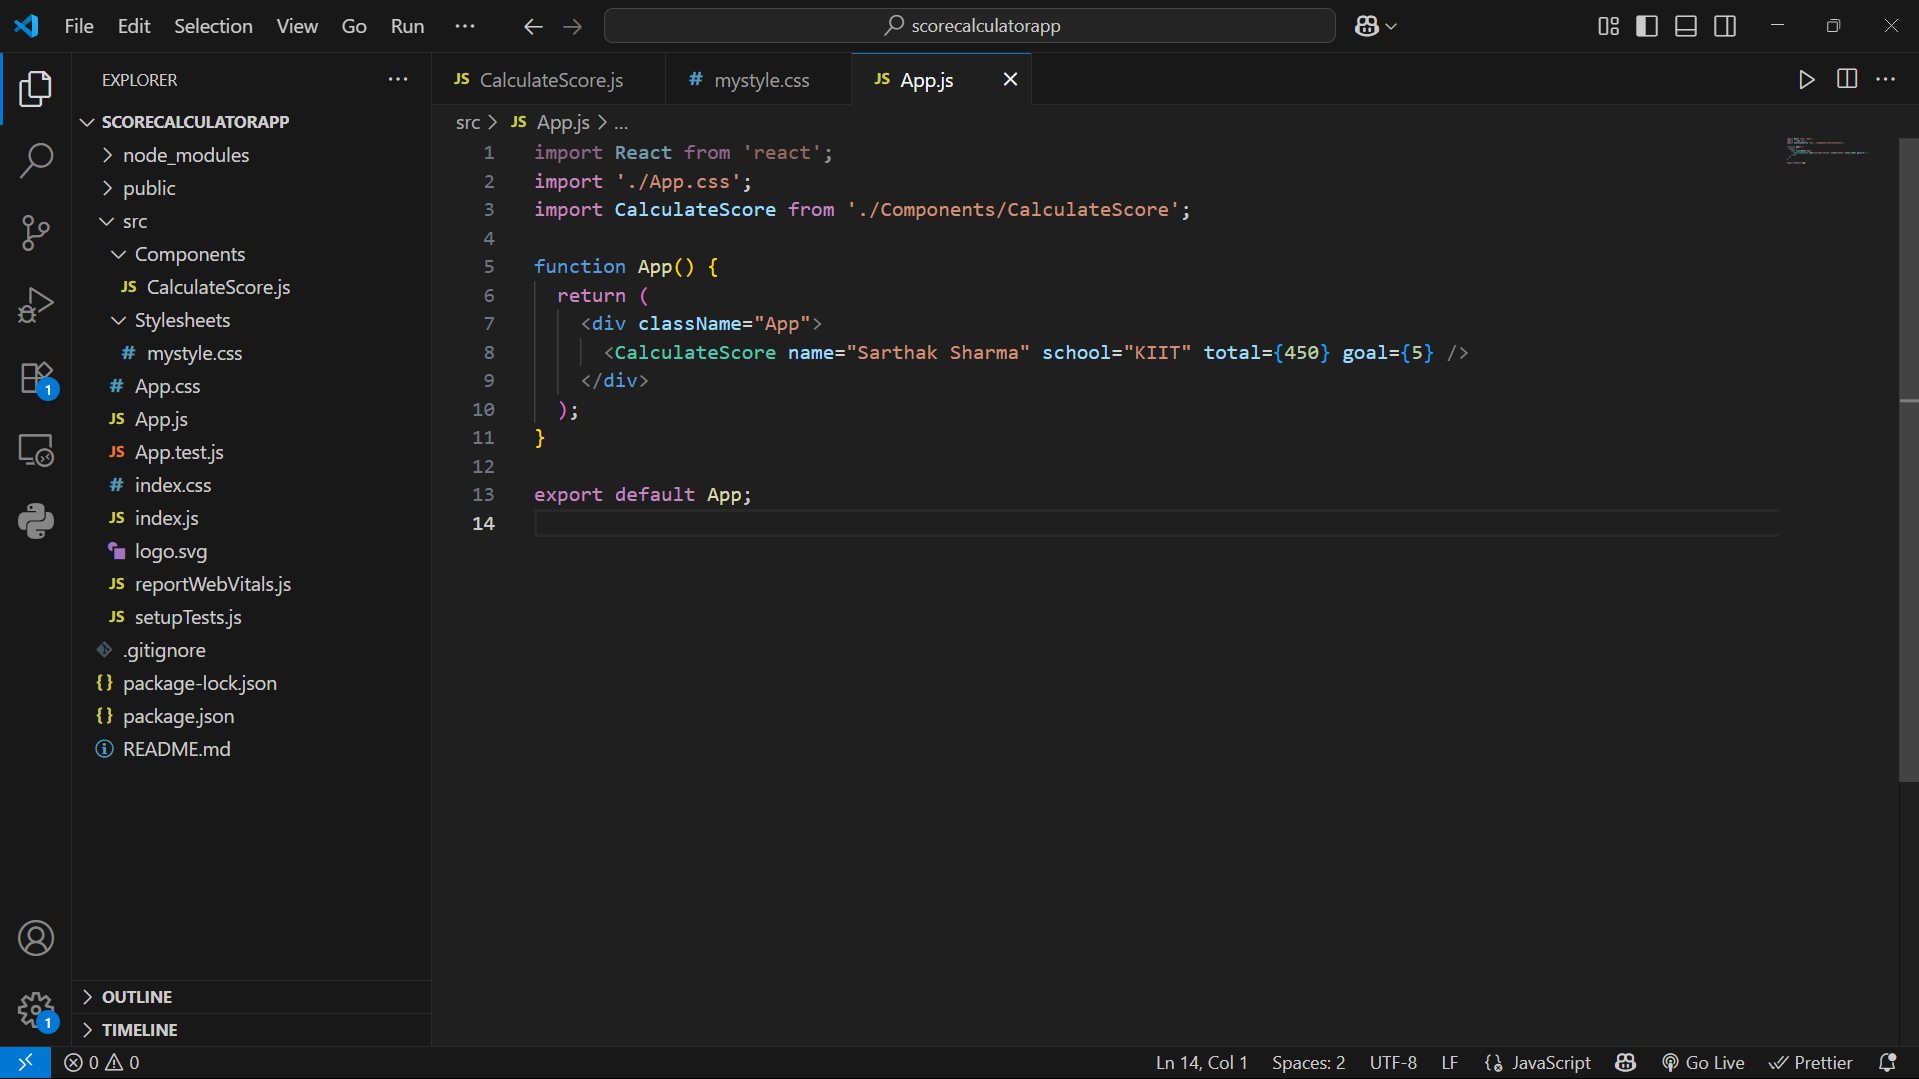 File Edit Selection View Go Run ··· scorecalculatorapp
EXPLORER ···
SCORECALCULATORAPP
node_modules
public
src
Components
JS CalculateScore.js
Stylesheets
# mystyle.css
# App.css
JS App.js
JS App.test.js
# index.css
JS index.js
logo.svg
JS reportWebVitals.js
JS setupTests.js
.gitignore
{} package-lock.json
{} package.json
README.md
OUTLINE
TIMELINE
1
1
JS CalculateScore.js # mystyle.css JS App.js
src > JS App.js > ...
1 import React from 'react';
2 import './App.css';
3 import CalculateScore from './Components/CalculateScore';
4
5 function App() {
6 return (
7 <div className="App">
8 <CalculateScore name="Sarthak Sharma" school="KIIT" total={450} goal={5} />
9 </div>
10 );
11 }
12
13 export default App;
14
0 0 Ln 14, Col 1 Spaces: 2 UTF-8 LF JavaScript Go Live Prettier